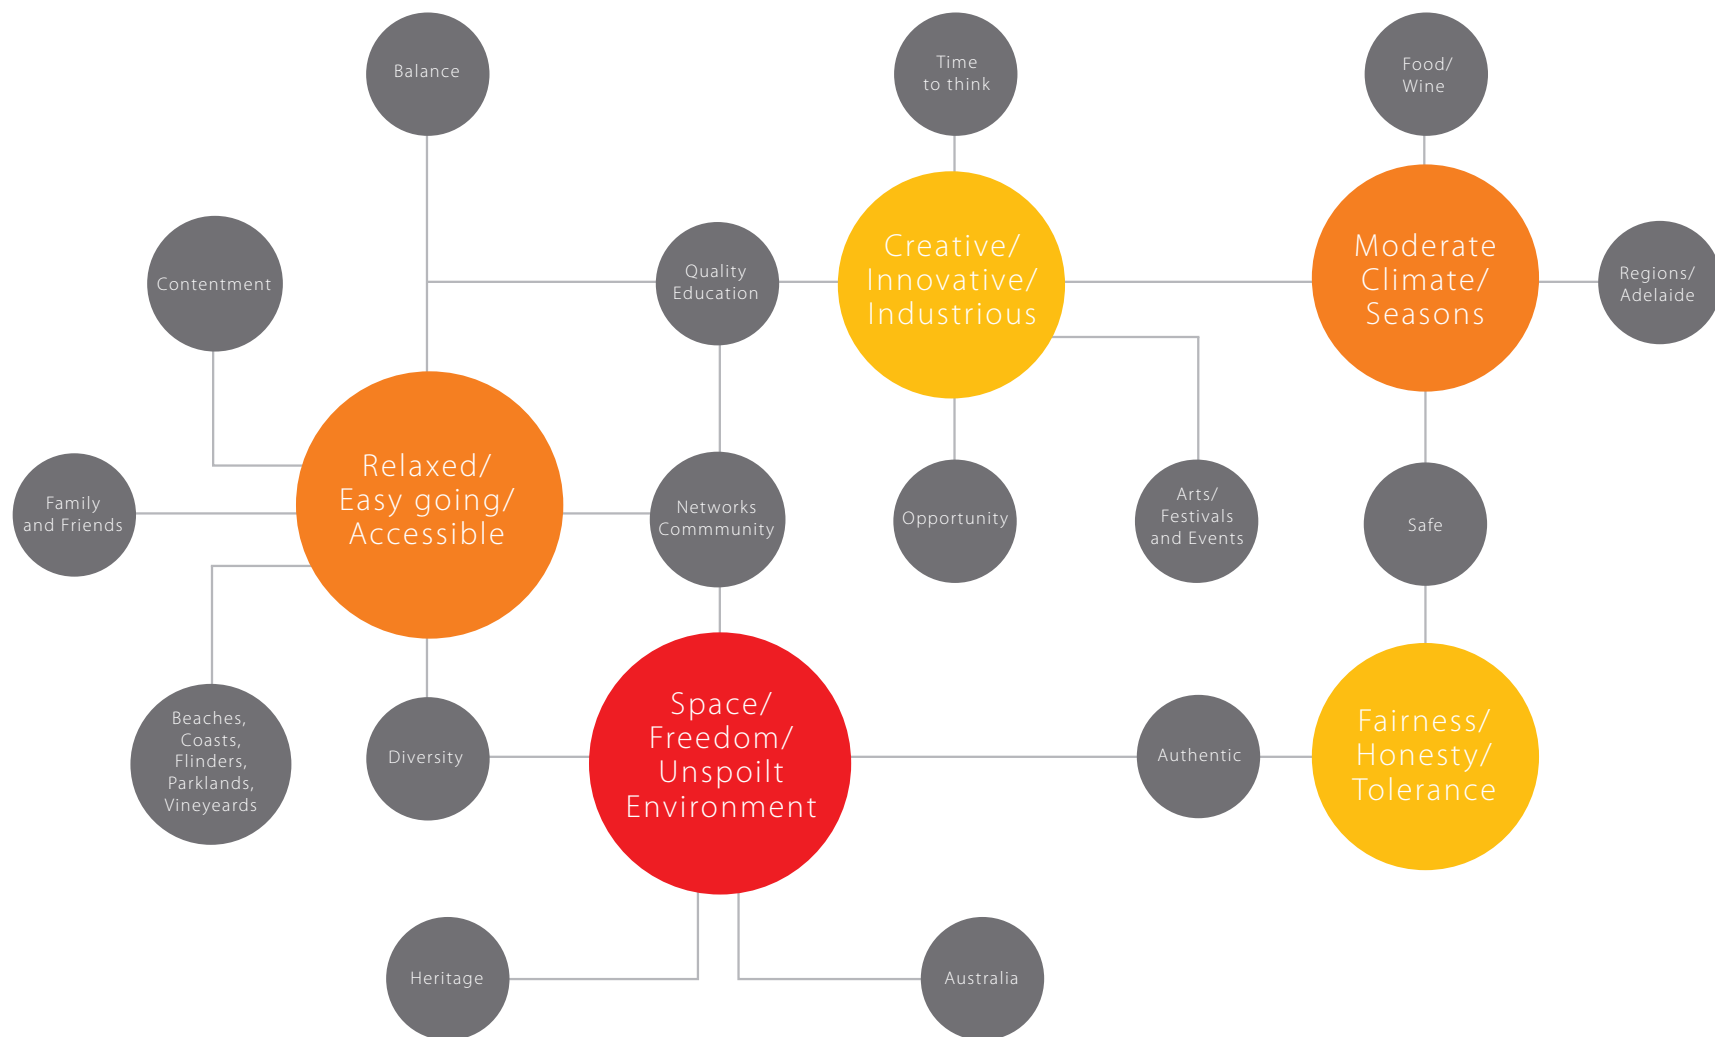 Balance
Time
to think
Food/
Wine
Contentment
Quality
Education
Creative/
Innovative/
Industrious
Moderate
Climate/
Seasons
Regions/
Adelaide
Relaxed/
Easy going/
Accessible
Family
and Friends
Networks
Commmunity
Opportunity
Arts/
Festivals
and Events
Safe
Beaches,
Coasts,
Flinders,
Parklands,
Vineyeards
Diversity
Space/
Freedom/
Unspoilt
Environment
Authentic
Fairness/
Honesty/
Tolerance
Heritage
Australia